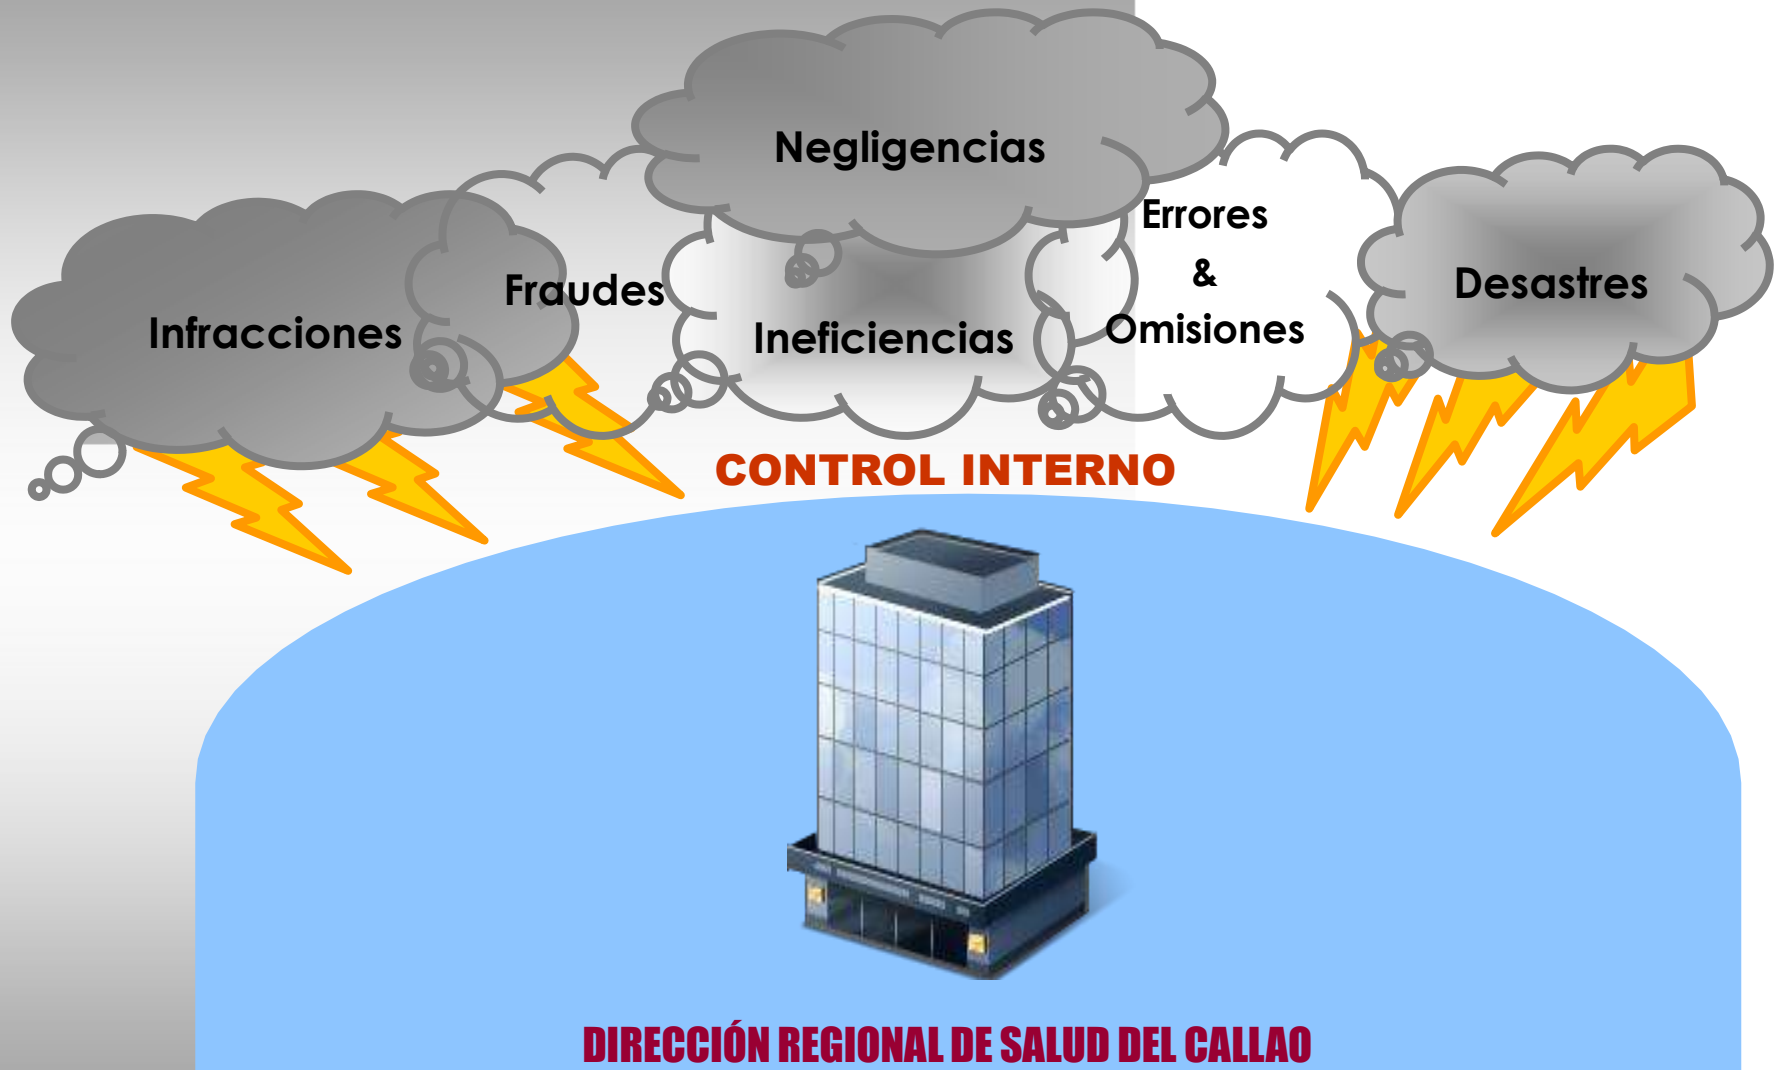 Negligencias
Errores
&
Omisiones
Fraudes
Desastres
Infracciones
Ineficiencias
CONTROL INTERNO
DIRECCIÓN REGIONAL DE SALUD DEL CALLAO